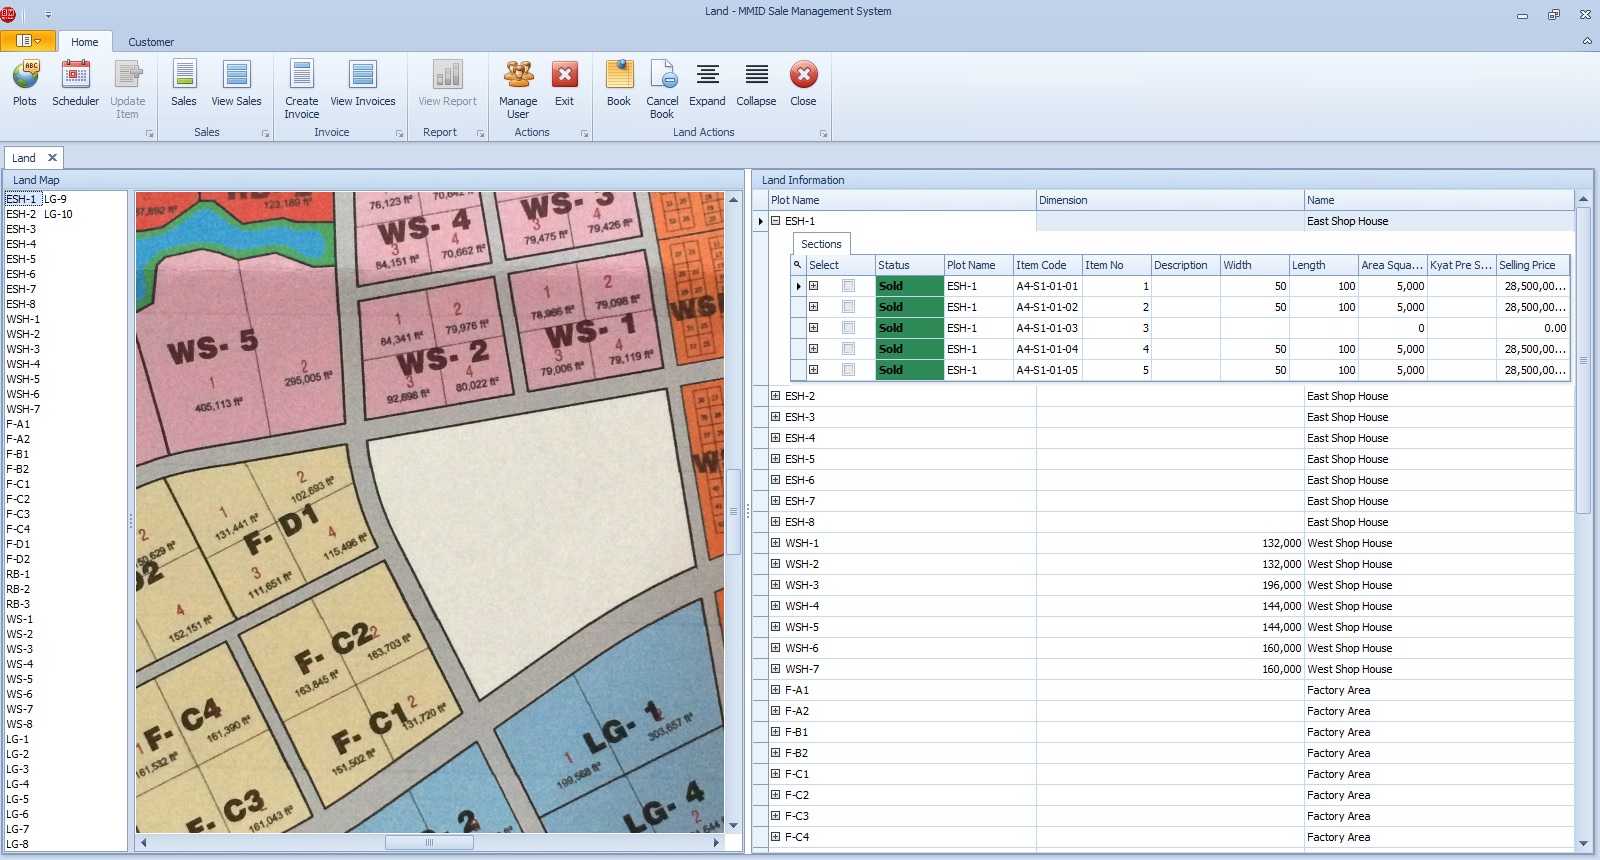 Land - MMID Sale Management System
Home Customer
Plots Scheduler Update Item Sales View Sales Create Invoice View Invoices View Report Manage User Exit Book Cancel Book Expand Collapse Close
Sales Invoice Report Actions Land Actions
Land
Land Map
ESH-1 LG-9
ESH-2 LG-10
ESH-3
ESH-4
ESH-5
ESH-6
ESH-7
ESH-8
WSH-1
WSH-2
WSH-3
WSH-4
WSH-5
WSH-6
WSH-7
F-A1
F-A2
F-B1
F-B2
F-C1
F-C2
F-C3
F-C4
F-D1
F-D2
RB-1
RB-2
RB-3
WS-1
WS-2
WS-3
WS-4
WS-5
WS-6
WS-7
WS-8
LG-1
LG-2
LG-3
LG-4
LG-5
LG-6
LG-7
LG-8
123,189 ft²
76,123 ft²
WS- 4
3 4
84,151 ft² 70,662 ft²
WS- 3
4
79,475 ft² 79,426 ft²
WS- 5
1 2
405,113 ft² 295,005 ft²
1 2
84,341 ft² 79,976 ft²
WS- 2
3 4
92,896 ft² 80,022 ft²
1 2
78,986 ft² 79,098 ft²
WS- 1
3 4
79,006 ft² 79,119 ft²
1 2
131,441 ft² 102,693 ft²
F- D1
3 4
111,651 ft² 115,496 ft²
2
4
152,151 ft²
F- C2
2
163,845 ft² 163,703 ft²
F- C1
2
151,502 ft² 131,720 ft²
F- C4
161,532 ft² 161,390 ft²
F- C3
161,043 ft²
LG- 1
1 2
199,568 ft² 303,657 ft²
LG- 4
2
Land Information
Plot Name Dimension Name
ESH-1 East Shop House
Sections
Select Status Plot Name Item Code Item No Description Width Length Area Squa... Kyat Pre S... Selling Price
Sold ESH-1 A4-S1-01-01 1 50 100 5,000 28,500,00...
Sold ESH-1 A4-S1-01-02 2 50 100 5,000 28,500,00...
Sold ESH-1 A4-S1-01-03 3 0 0.00
Sold ESH-1 A4-S1-01-04 4 50 100 5,000 28,500,00...
Sold ESH-1 A4-S1-01-05 5 50 100 5,000 28,500,00...
ESH-2 East Shop House
ESH-3 East Shop House
ESH-4 East Shop House
ESH-5 East Shop House
ESH-6 East Shop House
ESH-7 East Shop House
ESH-8 East Shop House
WSH-1 132,000 West Shop House
WSH-2 132,000 West Shop House
WSH-3 196,000 West Shop House
WSH-4 144,000 West Shop House
WSH-5 144,000 West Shop House
WSH-6 160,000 West Shop House
WSH-7 160,000 West Shop House
F-A1 Factory Area
F-A2 Factory Area
F-B1 Factory Area
F-B2 Factory Area
F-C1 Factory Area
F-C2 Factory Area
F-C3 Factory Area
F-C4 Factory Area